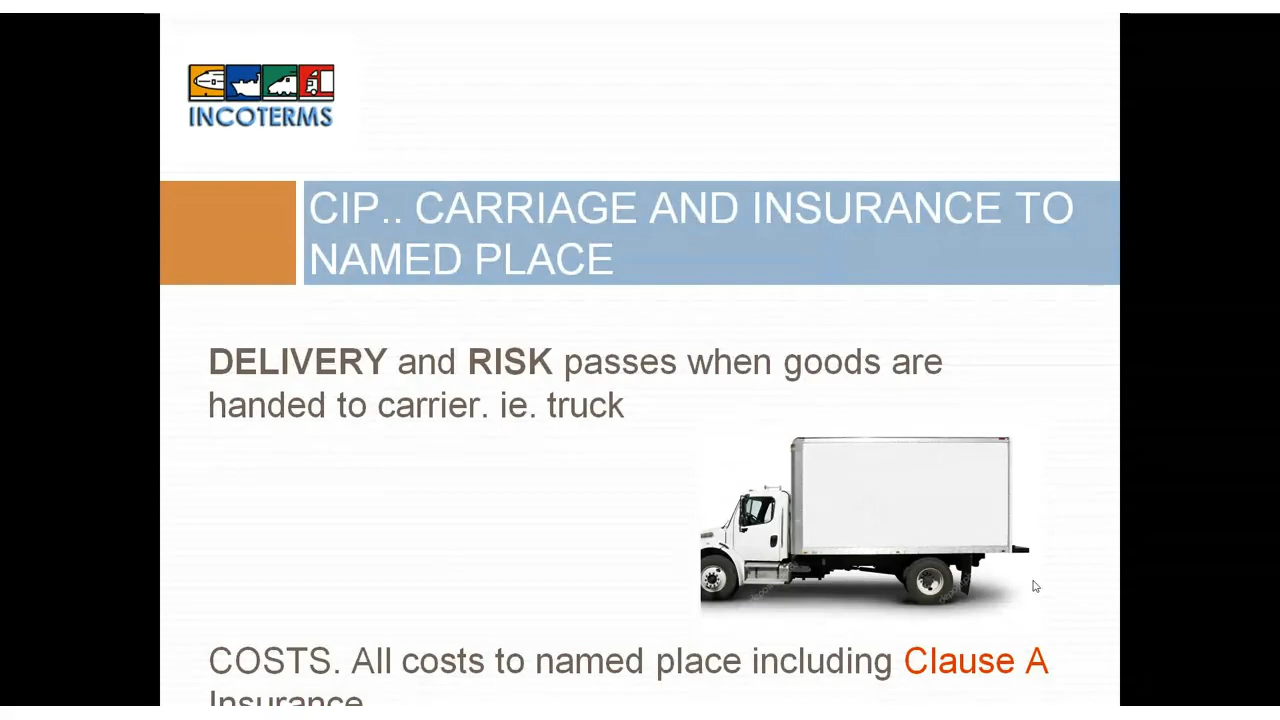 INCOTERMS
CIP.. CARRIAGE AND INSURANCE TO
NAMED PLACE
DELIVERY and RISK passes when goods are
handed to carrier. ie. truck
COSTS. All costs to named place including Clause A
Insurance